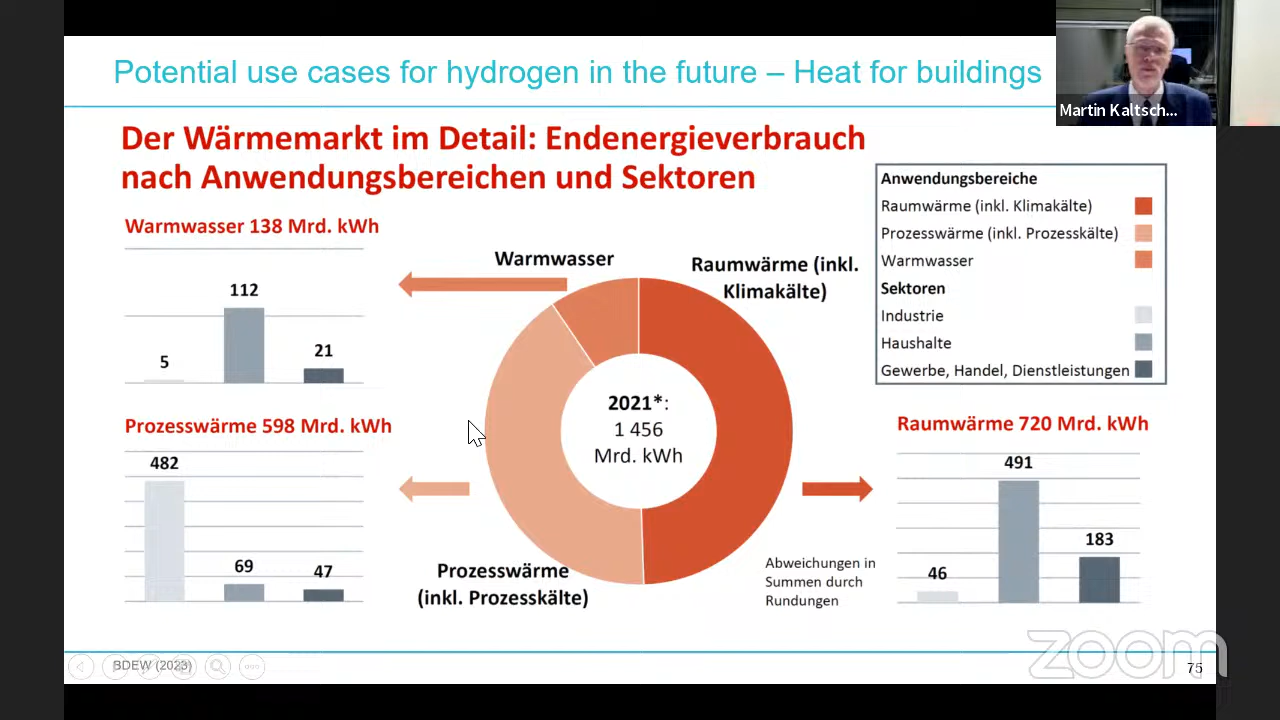 Potential use cases for hydrogen in the future – Heat for buildings
Martin Kaltsch...
Der Wärmemarkt im Detail: Endenergieverbrauch
nach Anwendungsbereichen und Sektoren
Anwendungsbereiche
Raumwärme (inkl. Klimakälte)
Prozesswärme (inkl. Prozesskälte)
Warmwasser
Sektoren
Industrie
Haushalte
Gewerbe, Handel, Dienstleistungen
Warmwasser 138 Mrd. kWh
5
112
21
Warmwasser
Raumwärme (inkl.
Klimakälte)
2021*:
1 456
Mrd. kWh
Prozesswärme 598 Mrd. kWh
482
69
47
Prozesswärme
(inkl. Prozesskälte)
Raumwärme 720 Mrd. kWh
46
491
183
Abweichungen in
Summen durch
Rundungen
BDEW (2023)
zoom
75